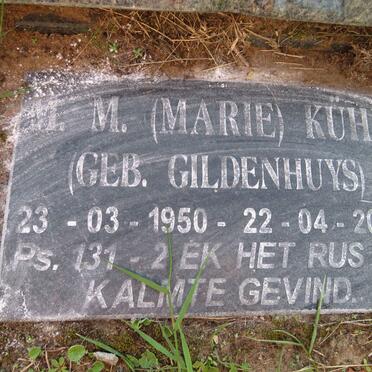 M. M. (MARIE) KÜH
(GEB. GILDENHUYS)
23 - 03 - 1950 - 22 - 04 - 20
Ps. 131 - 2 EK HET RUS
KALMTE GEVIND.